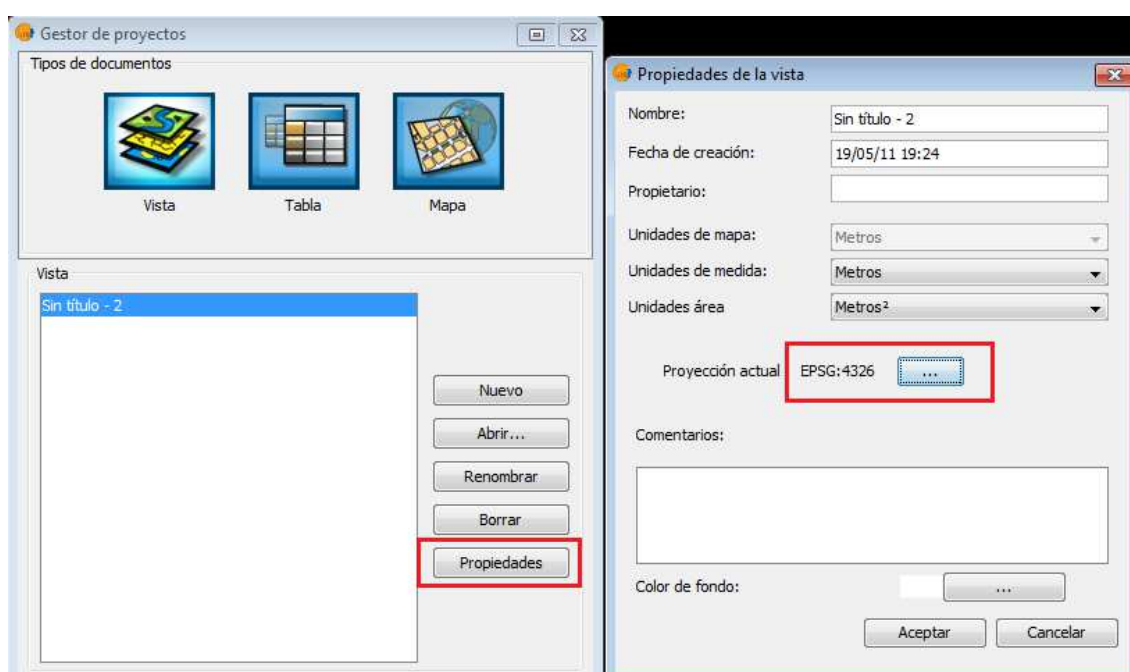 Gestor de proyectos
Tipos de documentos
Vista
Tabla
Mapa
Vista
Sin título - 2
Nuevo
Abrir...
Renombrar
Borrar
Propiedades
Propiedades de la vista
Nombre:
Sin título - 2
Fecha de creación:
19/05/11 19:24
Propietario:
Unidades de mapa:
Metros
Unidades de medida:
Metros
Unidades área
Metros²
Proyección actual
EPSG:4326
...
Comentarios:
Color de fondo:
...
Aceptar
Cancelar